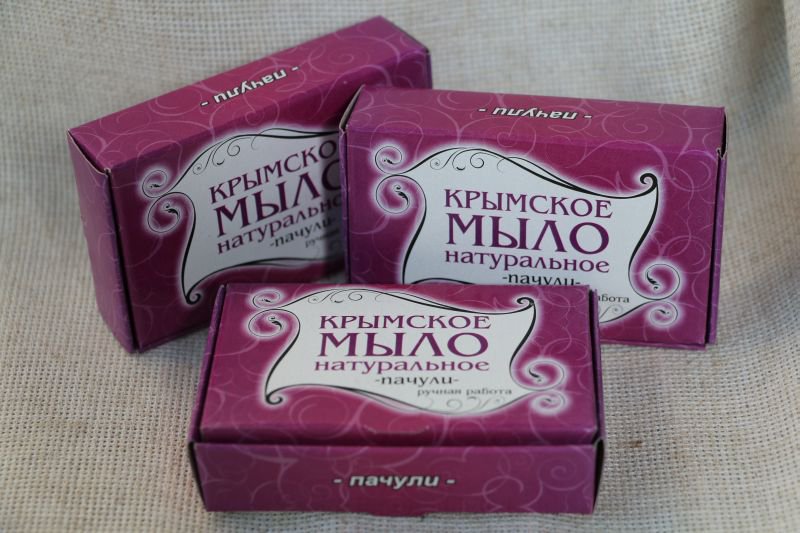 - пачули -
КРЫМСКОЕ
МЫЛО
натуральное
-пачули-
ручная
- пачули -
КРЫМСКОЕ
МЫЛО
натуральное
-пачули-
работа
КРЫМСКОЕ
МЫЛО
натуральное
-пачули-
ручная работа
- пачули -